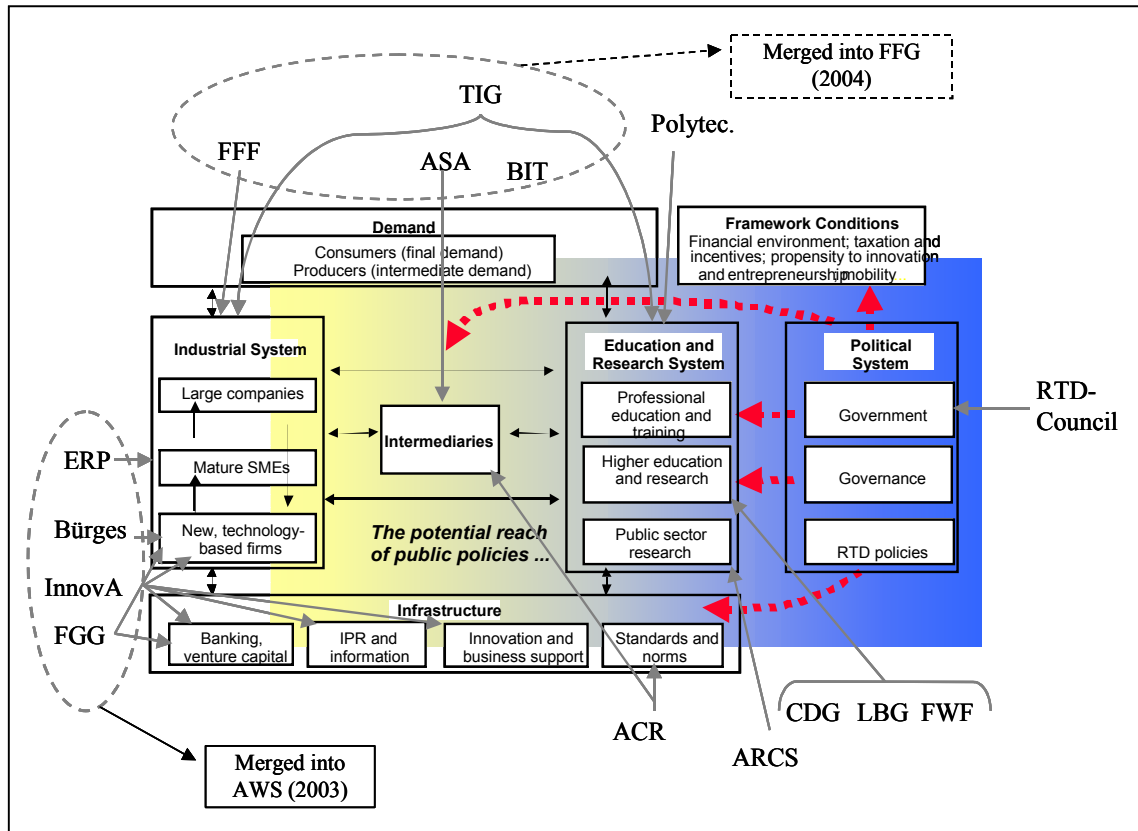 Merged into FFG
(2004)
TIG
Polytec.
FFF
ASA
BIT
Demand
Consumers (final demand)
Producers (intermediate demand)
Framework Conditions
Financial environment; taxation and
incentives; propensity to innovation
and entrepreneurship; mobility ...
Industrial System
Large companies
Mature SMEs
New, technology-
based firms
Intermediaries
The potential reach
of public policies ...
Education and
Research System
Professional
education and
training
Higher education
and research
Public sector
research
Political
System
Government
Governance
RTD policies
RTD-
Council
ERP
Bürges
InnovA
FGG
Infrastructure
Banking,
venture capital
IPR and
information
Innovation and
business support
Standards and
norms
ACR
ARCS
CDG LBG FWF
Merged into
AWS (2003)